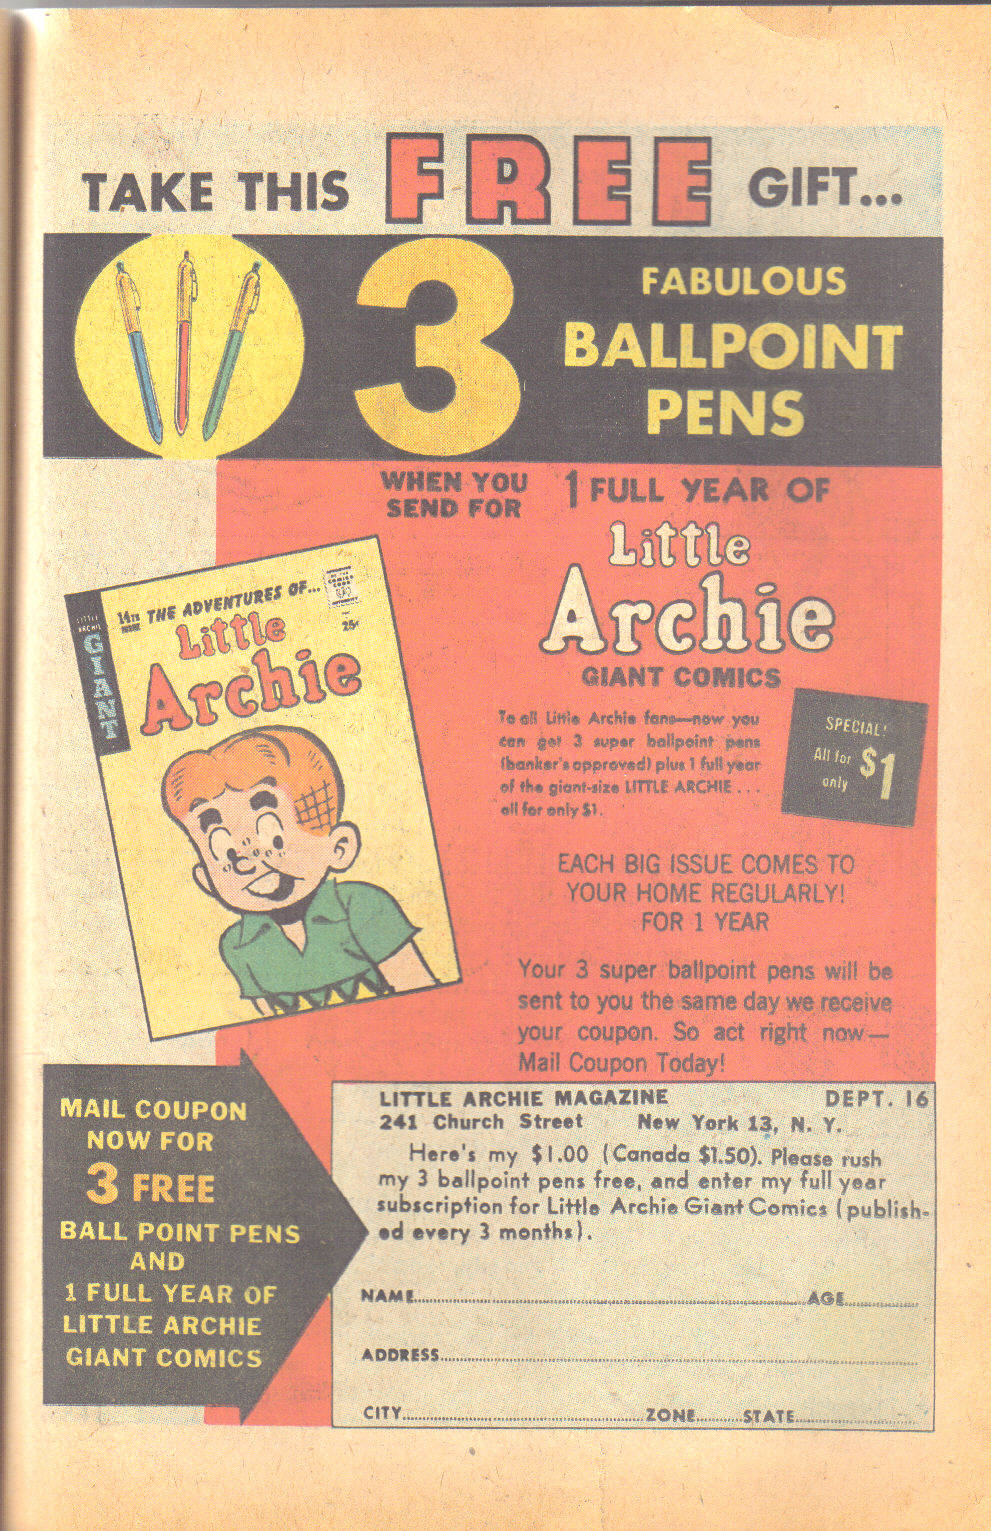 TAKE THIS FREE GIFT...
3
FABULOUS
BALLPOINT
PENS
WHEN YOU
SEND FOR
1 FULL YEAR OF
Little
Archie
GIANT COMICS
LITTLE
ARCHIE
GIANT
14TH
ISSUE
THE ADVENTURES OF...
Little
Archie
COMICS
CODE
AUTHORITY
25¢
To all Little Archie fans—now you
can get 3 super ballpoint pens
(banker's approved) plus 1 full year
of the giant-size LITTLE ARCHIE . . .
all for only $1.
SPECIAL!
All for
only
$1
EACH BIG ISSUE COMES TO
YOUR HOME REGULARLY!
FOR 1 YEAR
Your 3 super ballpoint pens will be
sent to you the same day we receive
your coupon. So act right now—
Mail Coupon Today!
MAIL COUPON
NOW FOR
3 FREE
BALL POINT PENS
AND
1 FULL YEAR OF
LITTLE ARCHIE
GIANT COMICS
LITTLE ARCHIE MAGAZINE DEPT. 16
241 Church Street New York 13, N. Y.
Here's my $1.00 (Canada $1.50). Please rush
my 3 ballpoint pens free, and enter my full year
subscription for Little Archie Giant Comics (publish-
ed every 3 months).
NAME AGE
ADDRESS
CITY ZONE STATE